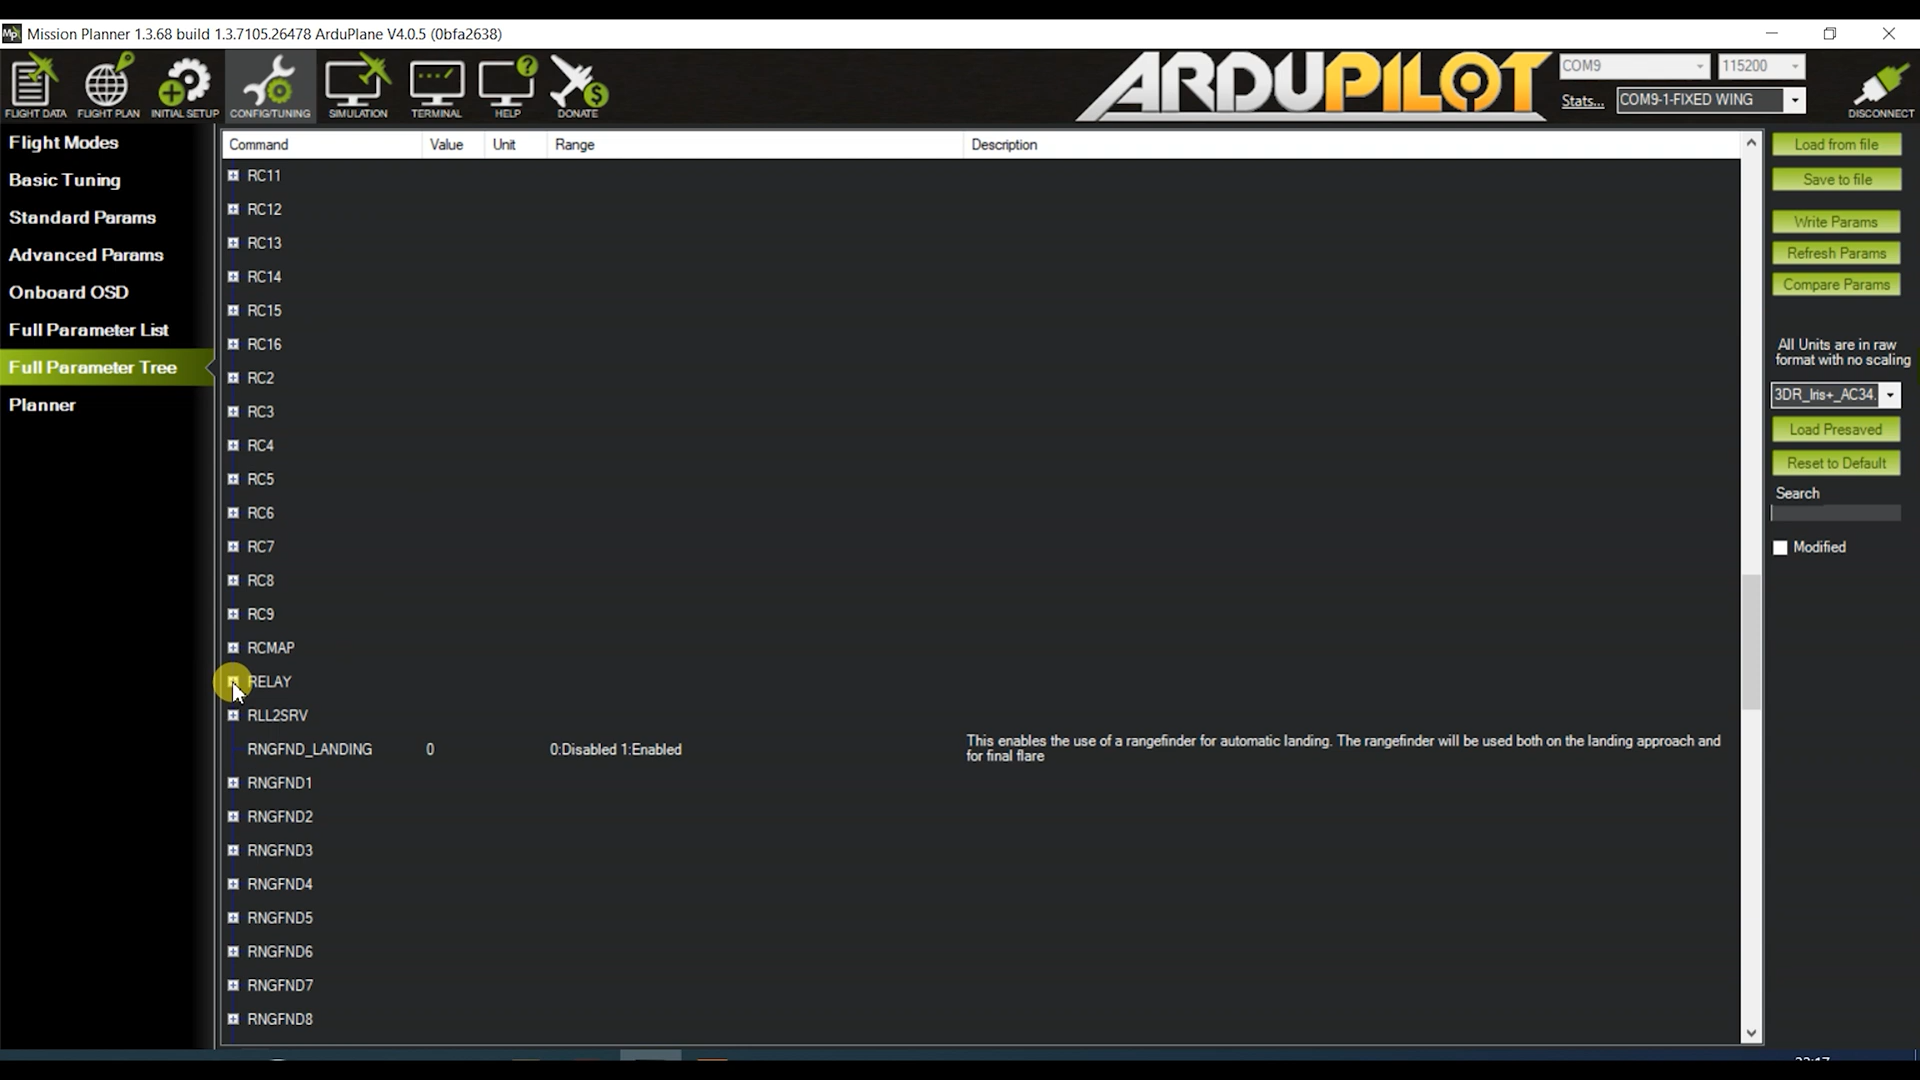 Mission Planner 1.3.68 build 1.3.7105.26478 ArduPlane V4.0.5 (0bfa2638)
FLIGHT DATA
FLIGHT PLAN
INITIAL SETUP
CONFIG/TUNING
SIMULATION
TERMINAL
HELP
DONATE
ARDUPILOT
COM9
115200
Stats...
COM9-1-FIXED WING
DISCONNECT
Flight Modes
Basic Tuning
Standard Params
Advanced Params
Onboard OSD
Full Parameter List
Full Parameter Tree
Planner
Command Value Unit Range Description
RC11
RC12
RC13
RC14
RC15
RC16
RC2
RC3
RC4
RC5
RC6
RC7
RC8
RC9
RCMAP
RELAY
RLL2SRV
RNGFND_LANDING 0 0:Disabled 1:Enabled This enables the use of a rangefinder for automatic landing. The rangefinder will be used both on the landing approach and
for final flare
RNGFND1
RNGFND2
RNGFND3
RNGFND4
RNGFND5
RNGFND6
RNGFND7
RNGFND8
Load from file
Save to file
Write Params
Refresh Params
Compare Params
All Units are in raw
format with no scaling
3DR_Iris+_AC34.
Load Presaved
Reset to Default
Search
Modified